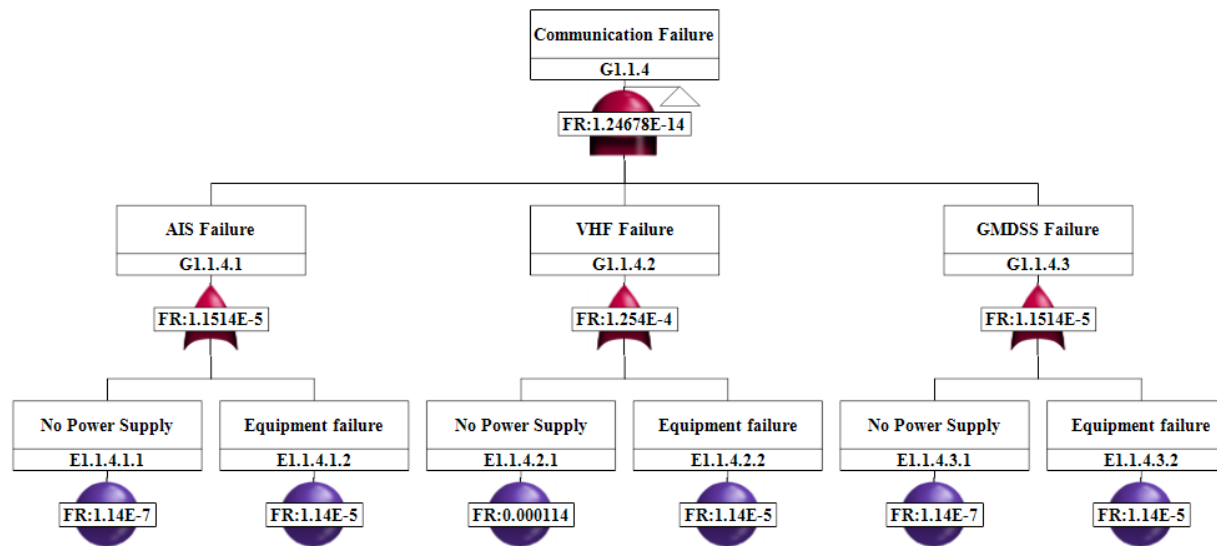 Communication Failure
G1.1.4
FR:1.24678E-14
AIS Failure
G1.1.4.1
FR:1.1514E-5
VHF Failure
G1.1.4.2
FR:1.254E-4
GMDSS Failure
G1.1.4.3
FR:1.1514E-5
No Power Supply
E1.1.4.1.1
FR:1.14E-7
Equipment failure
E1.1.4.1.2
FR:1.14E-5
No Power Supply
E1.1.4.2.1
FR:0.000114
Equipment failure
E1.1.4.2.2
FR:1.14E-5
No Power Supply
E1.1.4.3.1
FR:1.14E-7
Equipment failure
E1.1.4.3.2
FR:1.14E-5